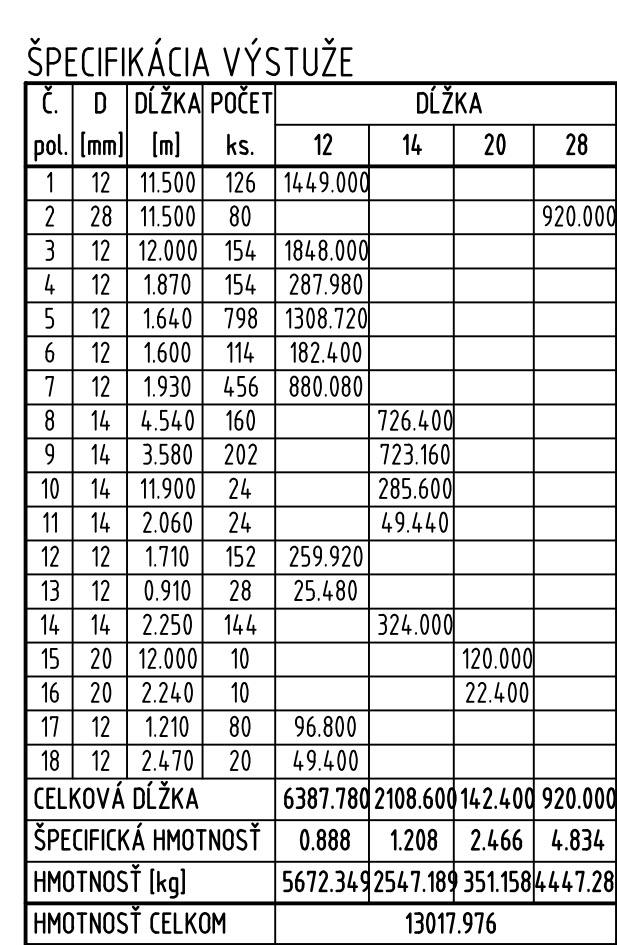 ŠPECIFIKÁCIA VÝSTUŽE
Č. D DĹŽKA POČET DĹŽKA
pol. [mm] [m] ks. 12 14 20 28
1 12 11.500 126 1449.000
2 28 11.500 80 920.000
3 12 12.000 154 1848.000
4 12 1.870 154 287.980
5 12 1.640 798 1308.720
6 12 1.600 114 182.400
7 12 1.930 456 880.080
8 14 4.540 160 726.400
9 14 3.580 202 723.160
10 14 11.900 24 285.600
11 14 2.060 24 49.440
12 12 1.710 152 259.920
13 12 0.910 28 25.480
14 14 2.250 144 324.000
15 20 12.000 10 120.000
16 20 2.240 10 22.400
17 12 1.210 80 96.800
18 12 2.470 20 49.400
CELKOVÁ DĹŽKA 6387.780 2108.600 142.400 920.000
ŠPECIFICKÁ HMOTNOSŤ 0.888 1.208 2.466 4.834
HMOTNOSŤ [kg] 5672.349 2547.189 351.158 4447.28
HMOTNOSŤ CELKOM 13017.976